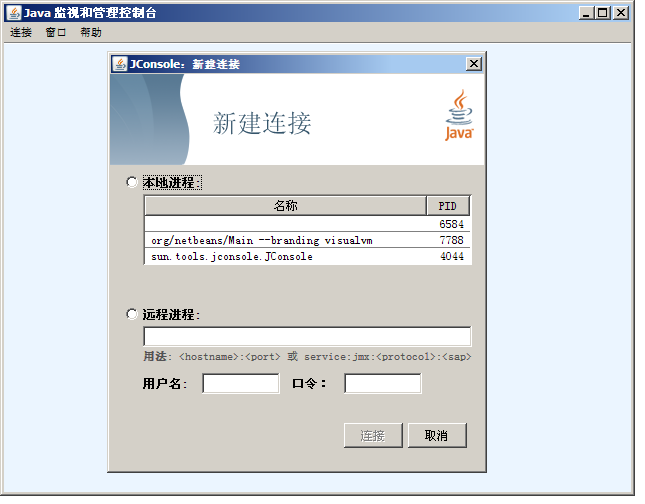 Java 监视和管理控制台
连接 窗口 帮助
JConsole: 新建连接
新建连接
Java
本地进程:
名称 PID
6584
org/netbeans/Main --branding visualvm 7788
sun.tools.jconsole.JConsole 4044
远程进程:
用法: <hostname>:<port> 或 service:jmx:<protocol>:<sap>
用户名: 口令:
连接 取消